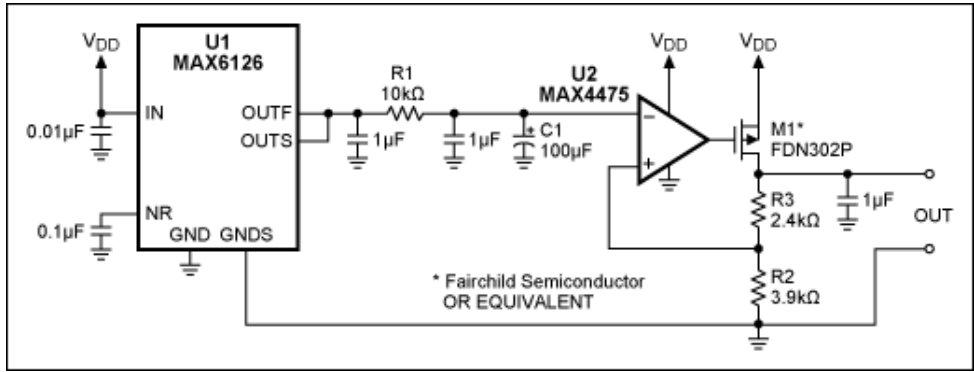 VDD
U1
MAX6126
IN
OUTF
OUTS
0.01µF
NR
0.1µF
GND GNDS
R1
10kΩ
1µF
1µF
+ C1
100µF
U2
MAX4475
VDD
VDD
−
+
M1*
FDN302P
R3
2.4kΩ
1µF
OUT
R2
3.9kΩ
* Fairchild Semiconductor
OR EQUIVALENT